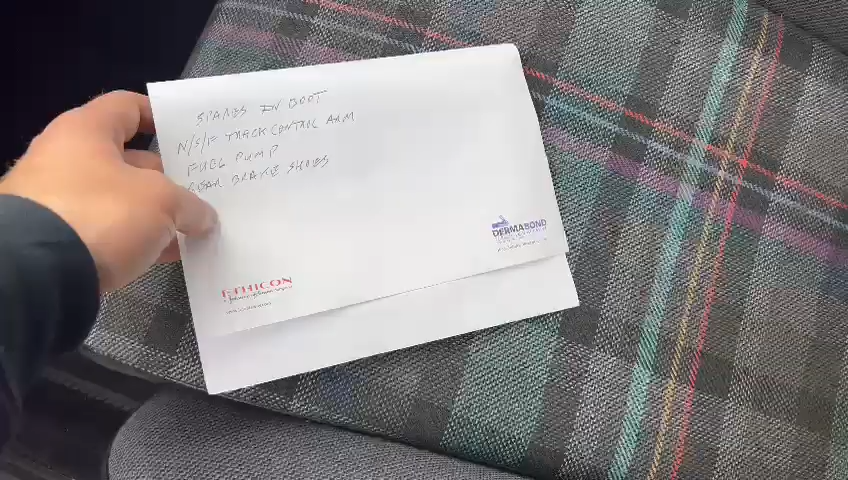 SPARES IN BOOT
N/S/F TRACK CONTROL ARM
FUEL PUMP
REAR BRAKE SHOES
DERMABOND
ETHICON